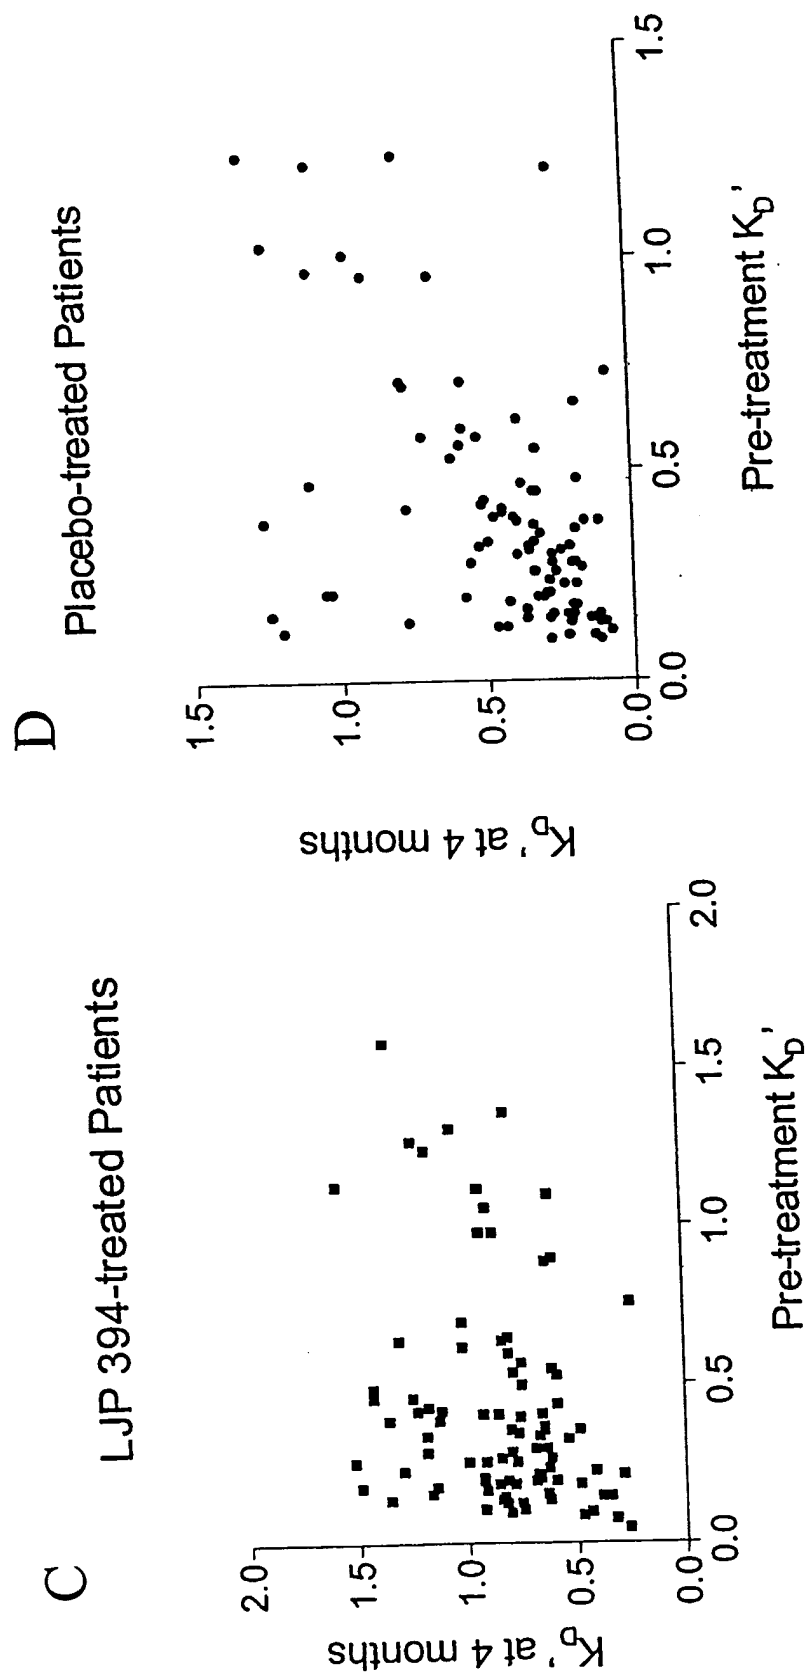 C
LJP 394-treated Patients
K_D' at 4 months
2.0
1.5
1.0
0.5
0.0
0.0
0.5
1.0
1.5
2.0
Pre-treatment K_D'
D
Placebo-treated Patients
K_D' at 4 months
1.5
1.0
0.5
0.0
0.0
0.5
1.0
1.5
Pre-treatment K_D'